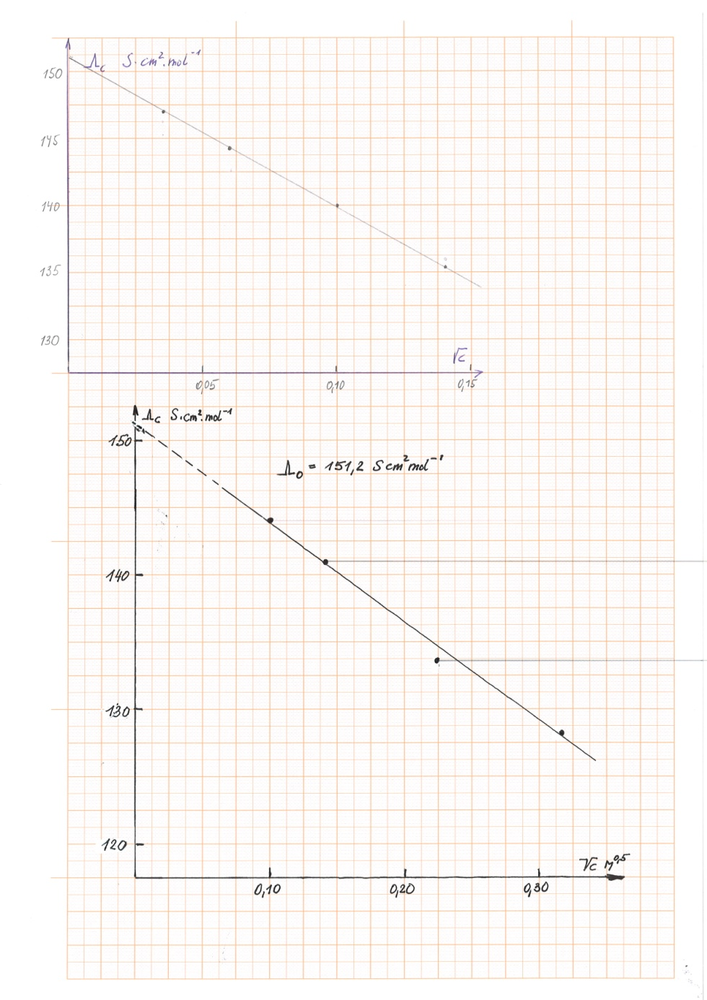 Λc S·cm².mol⁻¹
150
145
140
135
130
√c
0,05 0,10 0,15
Λc S·cm².mol⁻¹
150
Λ₀ = 151,2 S cm² mol⁻¹
140
130
120
√c M⁰·⁵
0,10 0,20 0,30